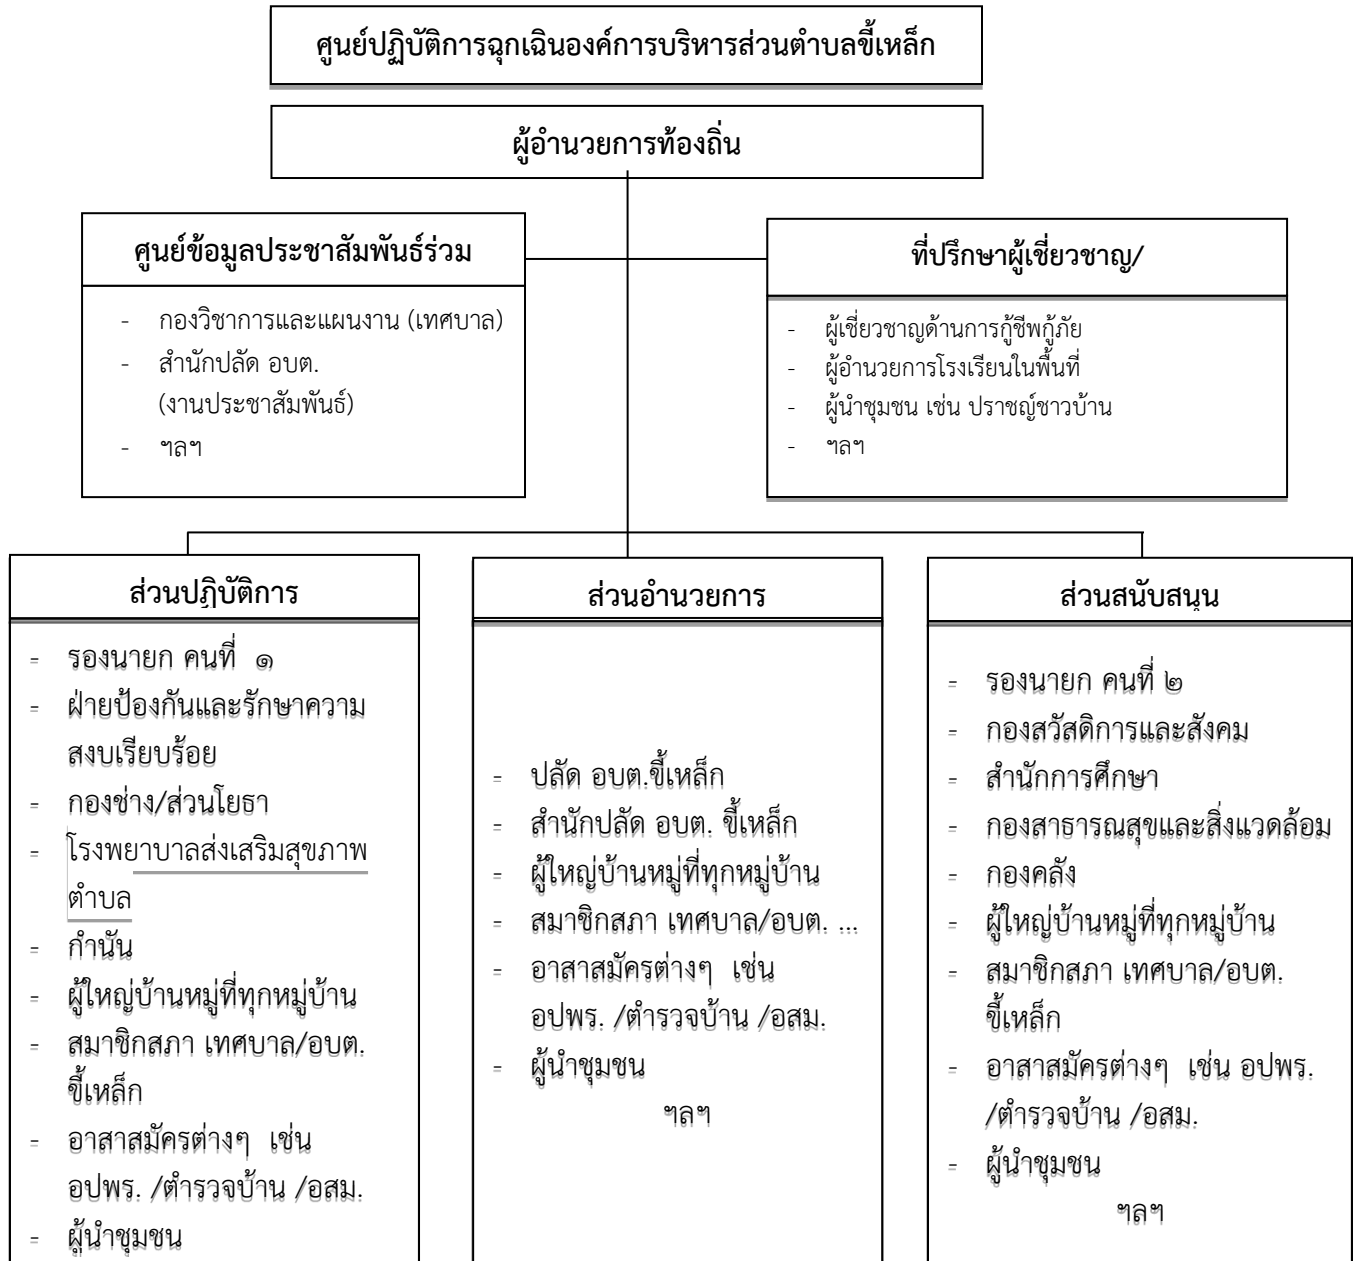 ศูนย์ปฏิบัติการฉุกเฉินองค์การบริหารส่วนตำบลขี้เหล็ก
ผู้อำนวยการท้องถิ่น
ศูนย์ข้อมูลประชาสัมพันธ์ร่วม
- กองวิชาการและแผนงาน (เทศบาล)
- สำนักปลัด อบต.
(งานประชาสัมพันธ์)
- ฯลฯ
ที่ปรึกษาผู้เชี่ยวชาญ/
- ผู้เชี่ยวชาญด้านการกู้ชีพกู้ภัย
- ผู้อำนวยการโรงเรียนในพื้นที่
- ผู้นำชุมชน เช่น ปราชญ์ชาวบ้าน
- ฯลฯ
ส่วนปฏิบัติการ
- รองนายก คนที่ ๑
- ฝ่ายป้องกันและรักษาความ
สงบเรียบร้อย
- กองช่าง/ส่วนโยธา
- โรงพยาบาลส่งเสริมสุขภาพ
ตำบล
- กำนัน
- ผู้ใหญ่บ้านหมู่ที่ทุกหมู่บ้าน
- สมาชิกสภา เทศบาล/อบต.
ขี้เหล็ก
- อาสาสมัครต่างๆ เช่น
อปพร. /ตำรวจบ้าน /อสม.
- ผู้นำชุมชน
ส่วนอำนวยการ
- ปลัด อบต.ขี้เหล็ก
- สำนักปลัด อบต. ขี้เหล็ก
- ผู้ใหญ่บ้านหมู่ที่ทุกหมู่บ้าน
- สมาชิกสภา เทศบาล/อบต. ...
- อาสาสมัครต่างๆ เช่น
อปพร. /ตำรวจบ้าน /อสม.
- ผู้นำชุมชน
ฯลฯ
ส่วนสนับสนุน
- รองนายก คนที่ ๒
- กองสวัสดิการและสังคม
- สำนักการศึกษา
- กองสาธารณสุขและสิ่งแวดล้อม
- กองคลัง
- ผู้ใหญ่บ้านหมู่ที่ทุกหมู่บ้าน
- สมาชิกสภา เทศบาล/อบต.
ขี้เหล็ก
- อาสาสมัครต่างๆ เช่น อปพร.
/ตำรวจบ้าน /อสม.
- ผู้นำชุมชน
ฯลฯ